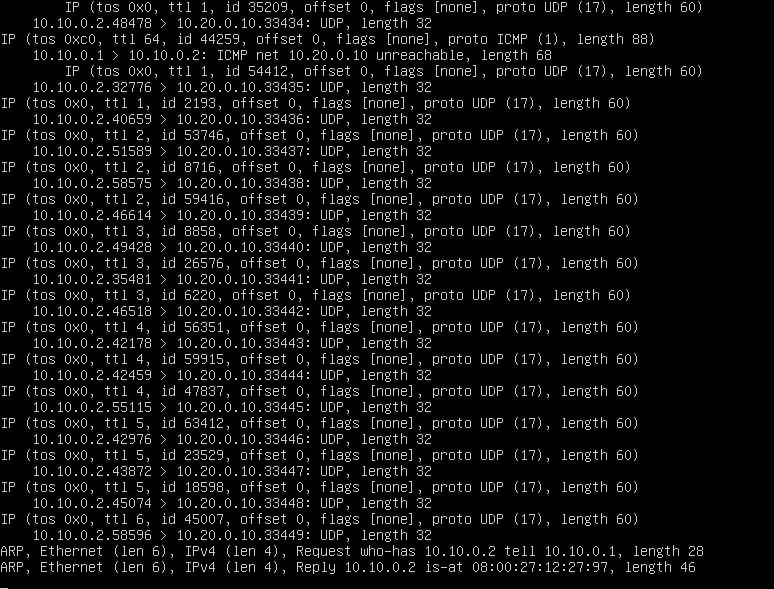 IP (tos 0x0, ttl 1, id 35209, offset 0, flags [none], proto UDP (17), length 60)
10.10.0.2.48478 > 10.20.0.10.33434: UDP, length 32
IP (tos 0xc0, ttl 64, id 44259, offset 0, flags [none], proto ICMP (1), length 88)
10.10.0.1 > 10.10.0.2: ICMP net 10.20.0.10 unreachable, length 68
IP (tos 0x0, ttl 1, id 54412, offset 0, flags [none], proto UDP (17), length 60)
10.10.0.2.32776 > 10.20.0.10.33435: UDP, length 32
IP (tos 0x0, ttl 1, id 2193, offset 0, flags [none], proto UDP (17), length 60)
10.10.0.2.40659 > 10.20.0.10.33436: UDP, length 32
IP (tos 0x0, ttl 2, id 53746, offset 0, flags [none], proto UDP (17), length 60)
10.10.0.2.51589 > 10.20.0.10.33437: UDP, length 32
IP (tos 0x0, ttl 2, id 8716, offset 0, flags [none], proto UDP (17), length 60)
10.10.0.2.58575 > 10.20.0.10.33438: UDP, length 32
IP (tos 0x0, ttl 2, id 59416, offset 0, flags [none], proto UDP (17), length 60)
10.10.0.2.46614 > 10.20.0.10.33439: UDP, length 32
IP (tos 0x0, ttl 3, id 8858, offset 0, flags [none], proto UDP (17), length 60)
10.10.0.2.49428 > 10.20.0.10.33440: UDP, length 32
IP (tos 0x0, ttl 3, id 26576, offset 0, flags [none], proto UDP (17), length 60)
10.10.0.2.35481 > 10.20.0.10.33441: UDP, length 32
IP (tos 0x0, ttl 3, id 6220, offset 0, flags [none], proto UDP (17), length 60)
10.10.0.2.46518 > 10.20.0.10.33442: UDP, length 32
IP (tos 0x0, ttl 4, id 56351, offset 0, flags [none], proto UDP (17), length 60)
10.10.0.2.42178 > 10.20.0.10.33443: UDP, length 32
IP (tos 0x0, ttl 4, id 59915, offset 0, flags [none], proto UDP (17), length 60)
10.10.0.2.42459 > 10.20.0.10.33444: UDP, length 32
IP (tos 0x0, ttl 4, id 47837, offset 0, flags [none], proto UDP (17), length 60)
10.10.0.2.55115 > 10.20.0.10.33445: UDP, length 32
IP (tos 0x0, ttl 5, id 63412, offset 0, flags [none], proto UDP (17), length 60)
10.10.0.2.42976 > 10.20.0.10.33446: UDP, length 32
IP (tos 0x0, ttl 5, id 23529, offset 0, flags [none], proto UDP (17), length 60)
10.10.0.2.43872 > 10.20.0.10.33447: UDP, length 32
IP (tos 0x0, ttl 5, id 18598, offset 0, flags [none], proto UDP (17), length 60)
10.10.0.2.45074 > 10.20.0.10.33448: UDP, length 32
IP (tos 0x0, ttl 6, id 45007, offset 0, flags [none], proto UDP (17), length 60)
10.10.0.2.58596 > 10.20.0.10.33449: UDP, length 32
ARP, Ethernet (len 6), IPv4 (len 4), Request who-has 10.10.0.2 tell 10.10.0.1, length 28
ARP, Ethernet (len 6), IPv4 (len 4), Reply 10.10.0.2 is-at 08:00:27:12:27:97, length 46